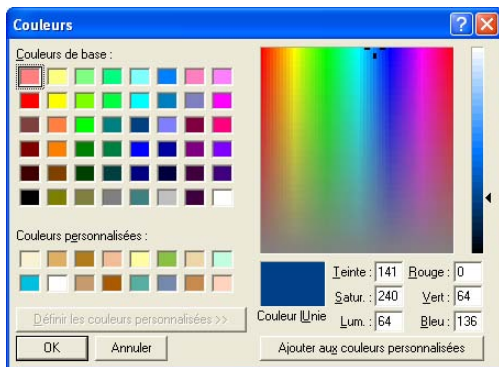 Couleurs
Couleurs de base :
Couleurs personnalisées :
Définir les couleurs personnalisées >>
OK
Annuler
Couleur|Unie
Teinte : 141
Satur. : 240
Lum. : 64
Rouge : 0
Vert : 64
Bleu : 136
Ajouter aux couleurs personnalisées